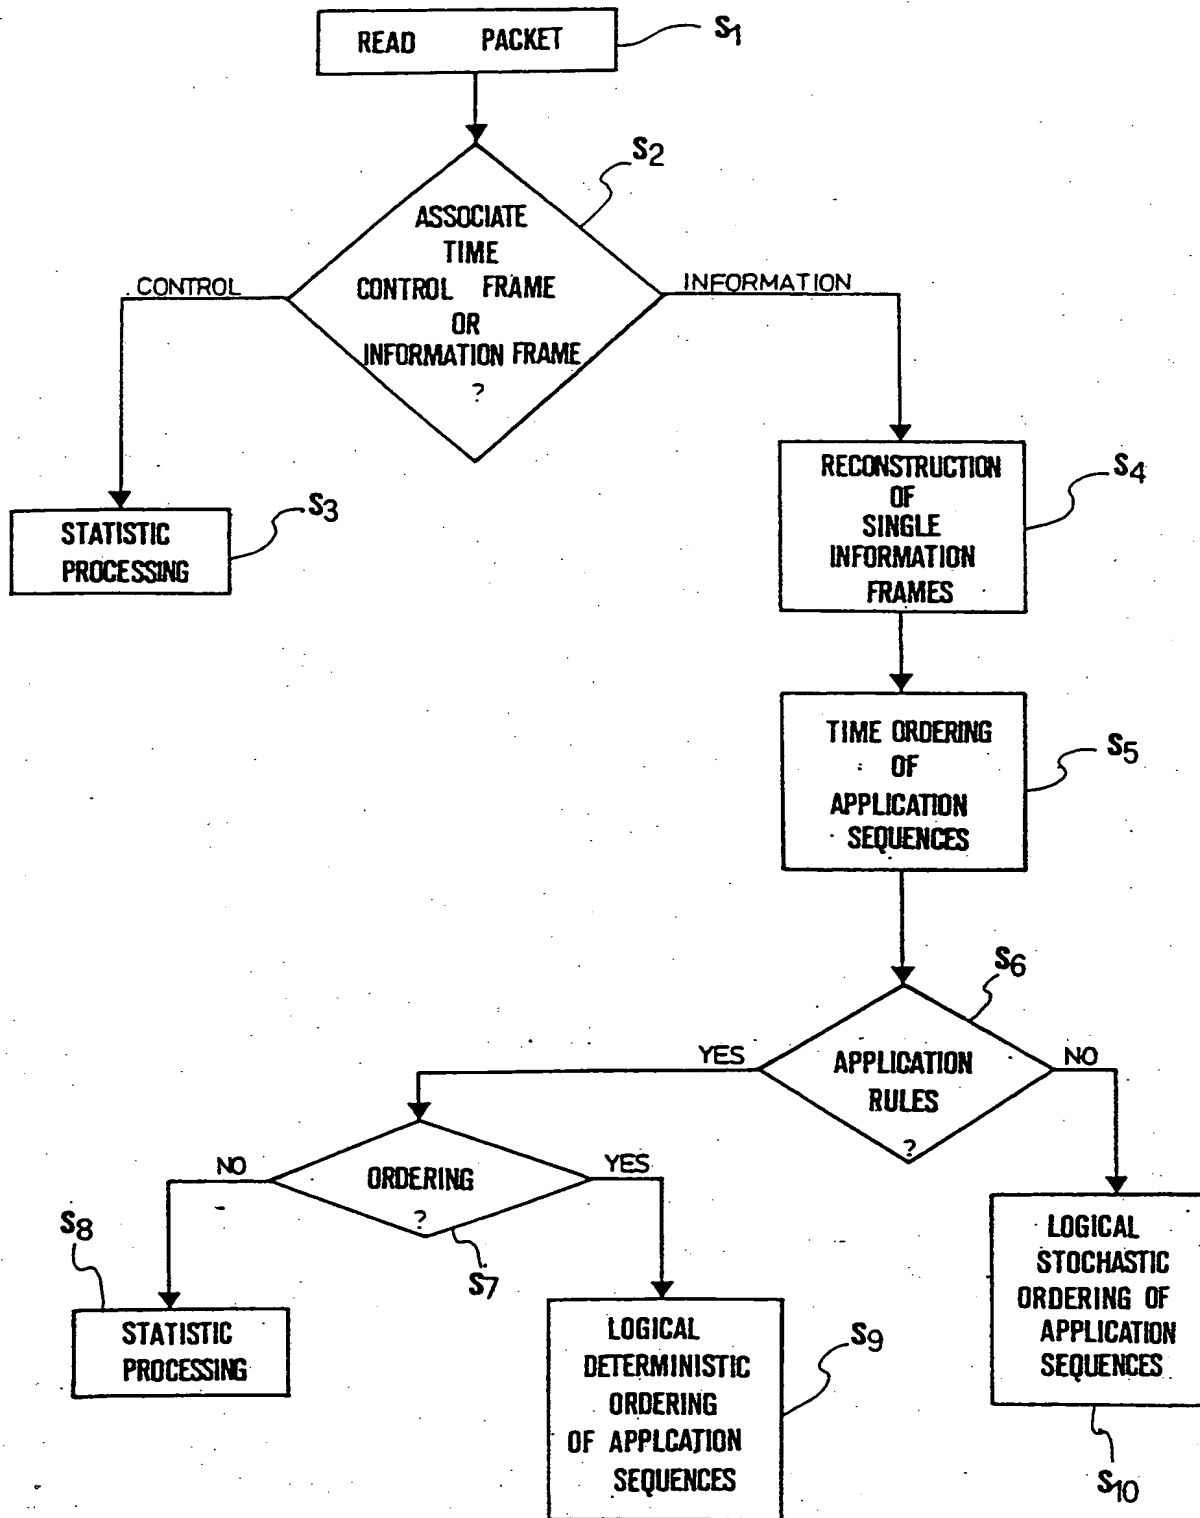 READ PACKET
S1
S2
ASSOCIATE
TIME
CONTROL FRAME
OR
INFORMATION FRAME
?
CONTROL
INFORMATION
S3
STATISTIC
PROCESSING
S4
RECONSTRUCTION
OF
SINGLE
INFORMATION
FRAMES
S5
TIME ORDERING
OF
APPLICATION
SEQUENCES
S6
APPLICATION
RULES
?
YES
NO
ORDERING
?
NO
YES
S7
S8
STATISTIC
PROCESSING
S9
LOGICAL
DETERMINISTIC
ORDERING
OF APPLCATION
SEQUENCES
LOGICAL
STOCHASTIC
ORDERING OF
APPLICATION
SEQUENCES
S10